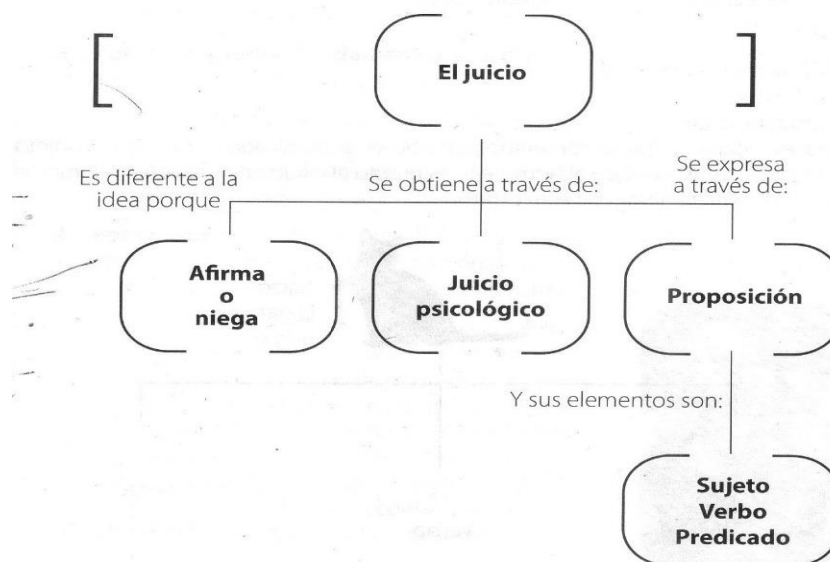 El juicio
Es diferente a la
idea porque
Se obtiene a través de:
Se expresa
a través de:
Afirma
o
niega
Juicio
psicológico
Proposición
Y sus elementos son:
Sujeto
Verbo
Predicado